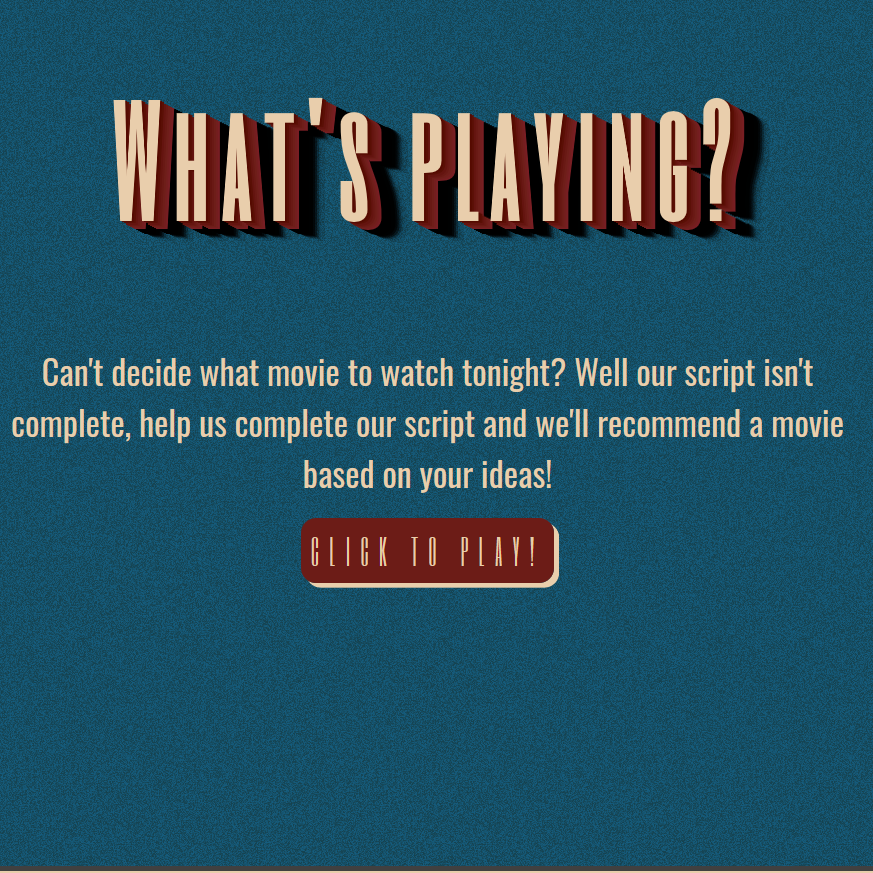 WHAT'S PLAYING?
Can't decide what movie to watch tonight? Well our script isn't
complete, help us complete our script and we'll recommend a movie
based on your ideas!
CLICK TO PLAY!